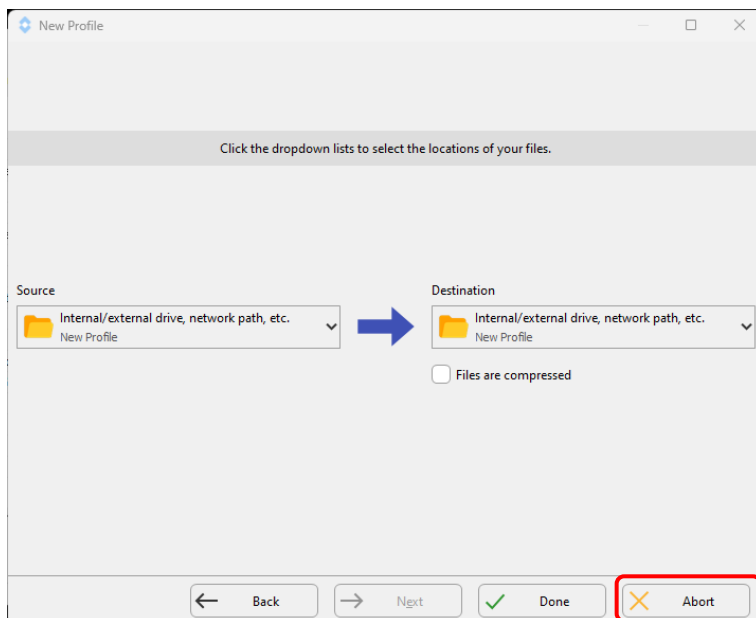 New Profile
Click the dropdown lists to select the locations of your files.
Source
Internal/external drive, network path, etc.
New Profile
Destination
Internal/external drive, network path, etc.
New Profile
Files are compressed
Back
Next
Done
Abort